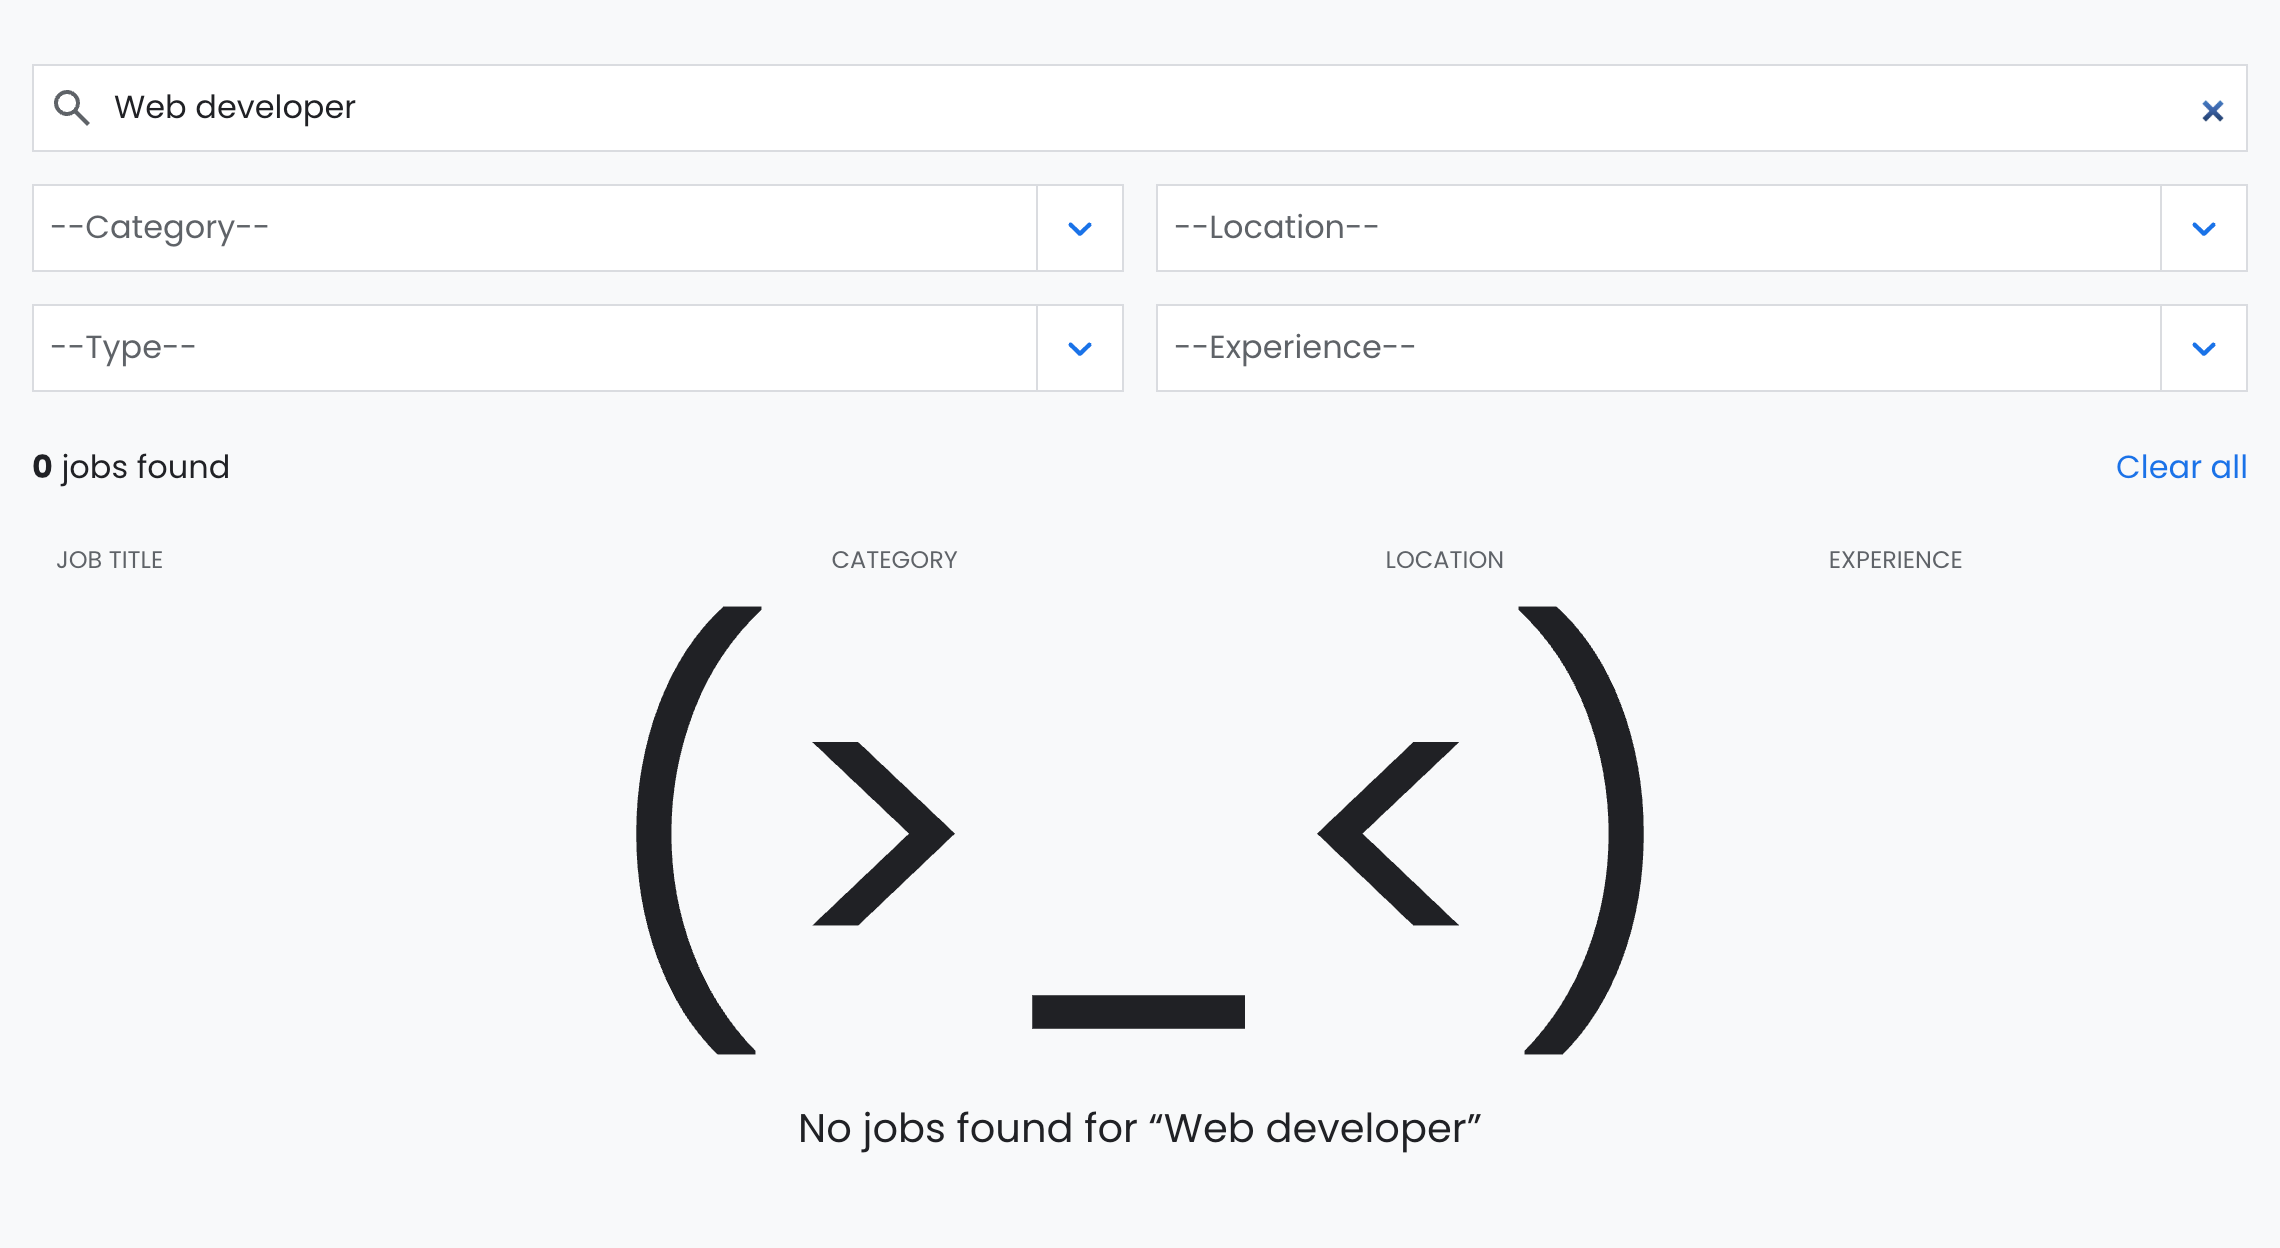 Web developer
--Category--
--Location--
--Type--
--Experience--
0 jobs found
Clear all
JOB TITLE CATEGORY LOCATION EXPERIENCE
(>_<)
No jobs found for “Web developer”